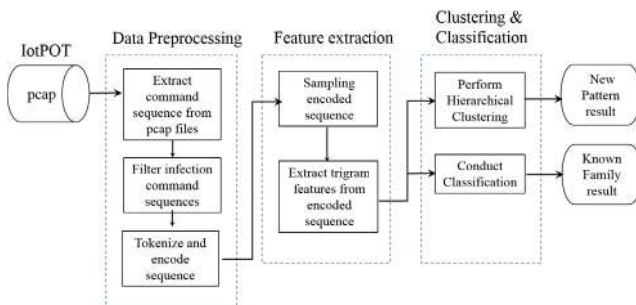 IotPOT
pcap
Data Preprocessing
Extract
command
sequence from
pcap files
Filter infection
command
sequences
Tokenize and
encode
sequence
Feature extraction
Sampling
encoded
sequence
Extract trigram
features from
encoded
sequence
Clustering &
Classification
Perform
Hierarchical
Clustering
Conduct
Classification
New
Pattern
result
Known
Family
result